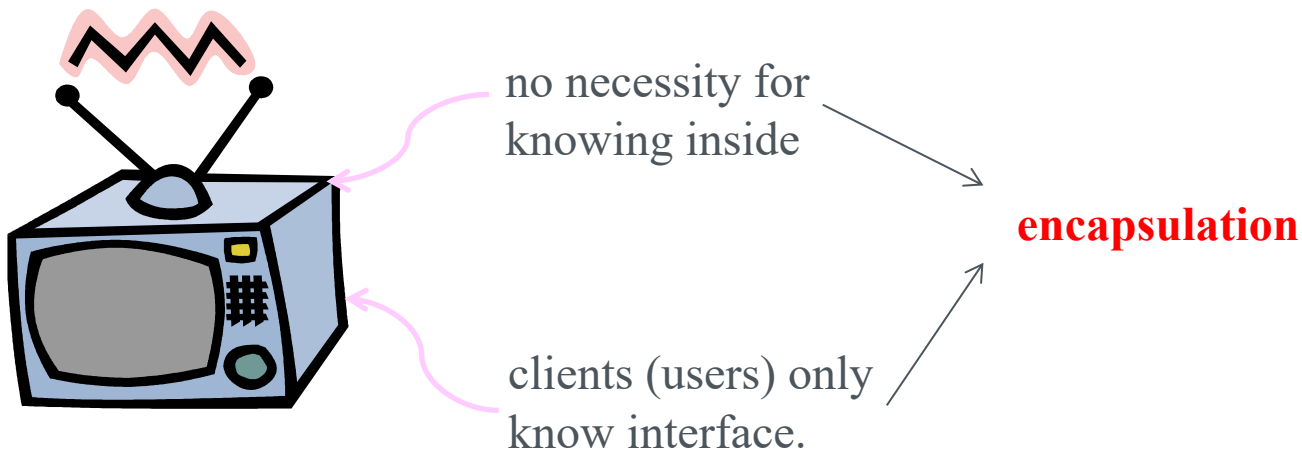 no necessity for
knowing inside
encapsulation
clients (users) only
know interface.